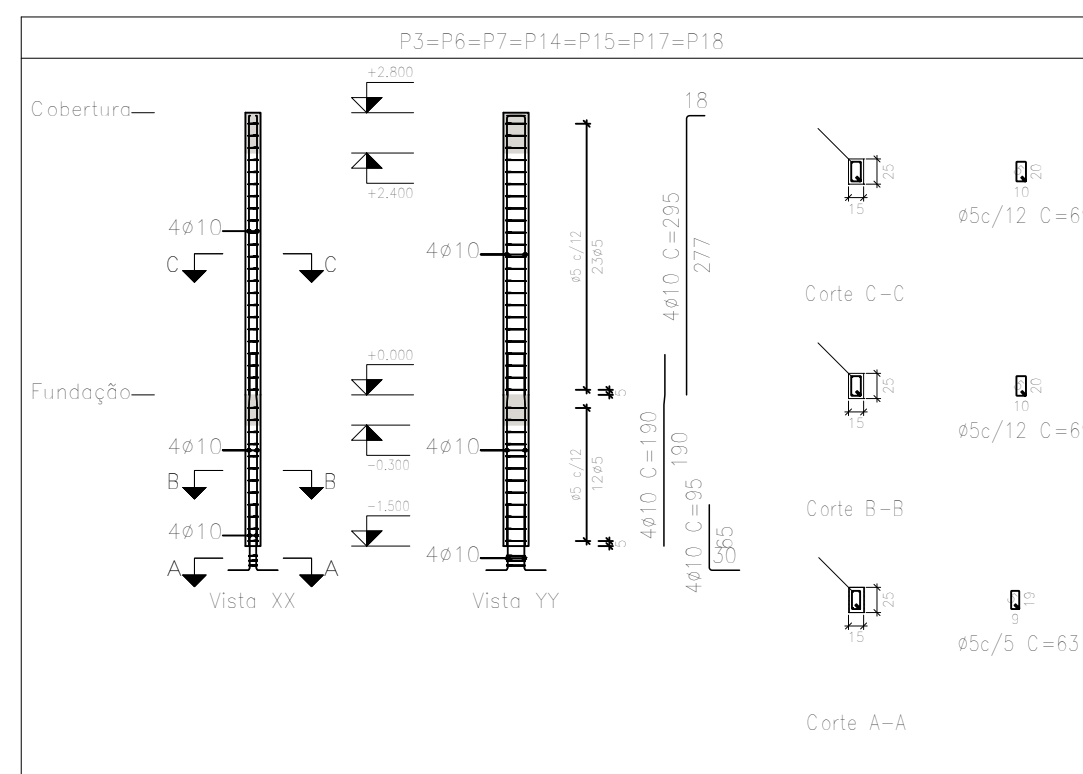 P3=P6=P7=P14=P15=P17=P18
Cobertura
+2.800
+2.400
4ø10
C
C
Fundação
+0.000
-0.300
4ø10
B
B
-1.500
4ø10
A
A
Vista XX
4ø10
4ø10
4ø10
Vista YY
ø5 c/12
23ø5
5
ø5 c/12
12ø5
5
18
4ø10 C=295
277
4ø10 C=190
190
4ø10 C=95
65
30
25
15
20
10
ø5c/12 C=6
Corte C-C
25
15
20
10
ø5c/12 C=6
Corte B-B
25
15
19
9
ø5c/5 C=63
Corte A-A